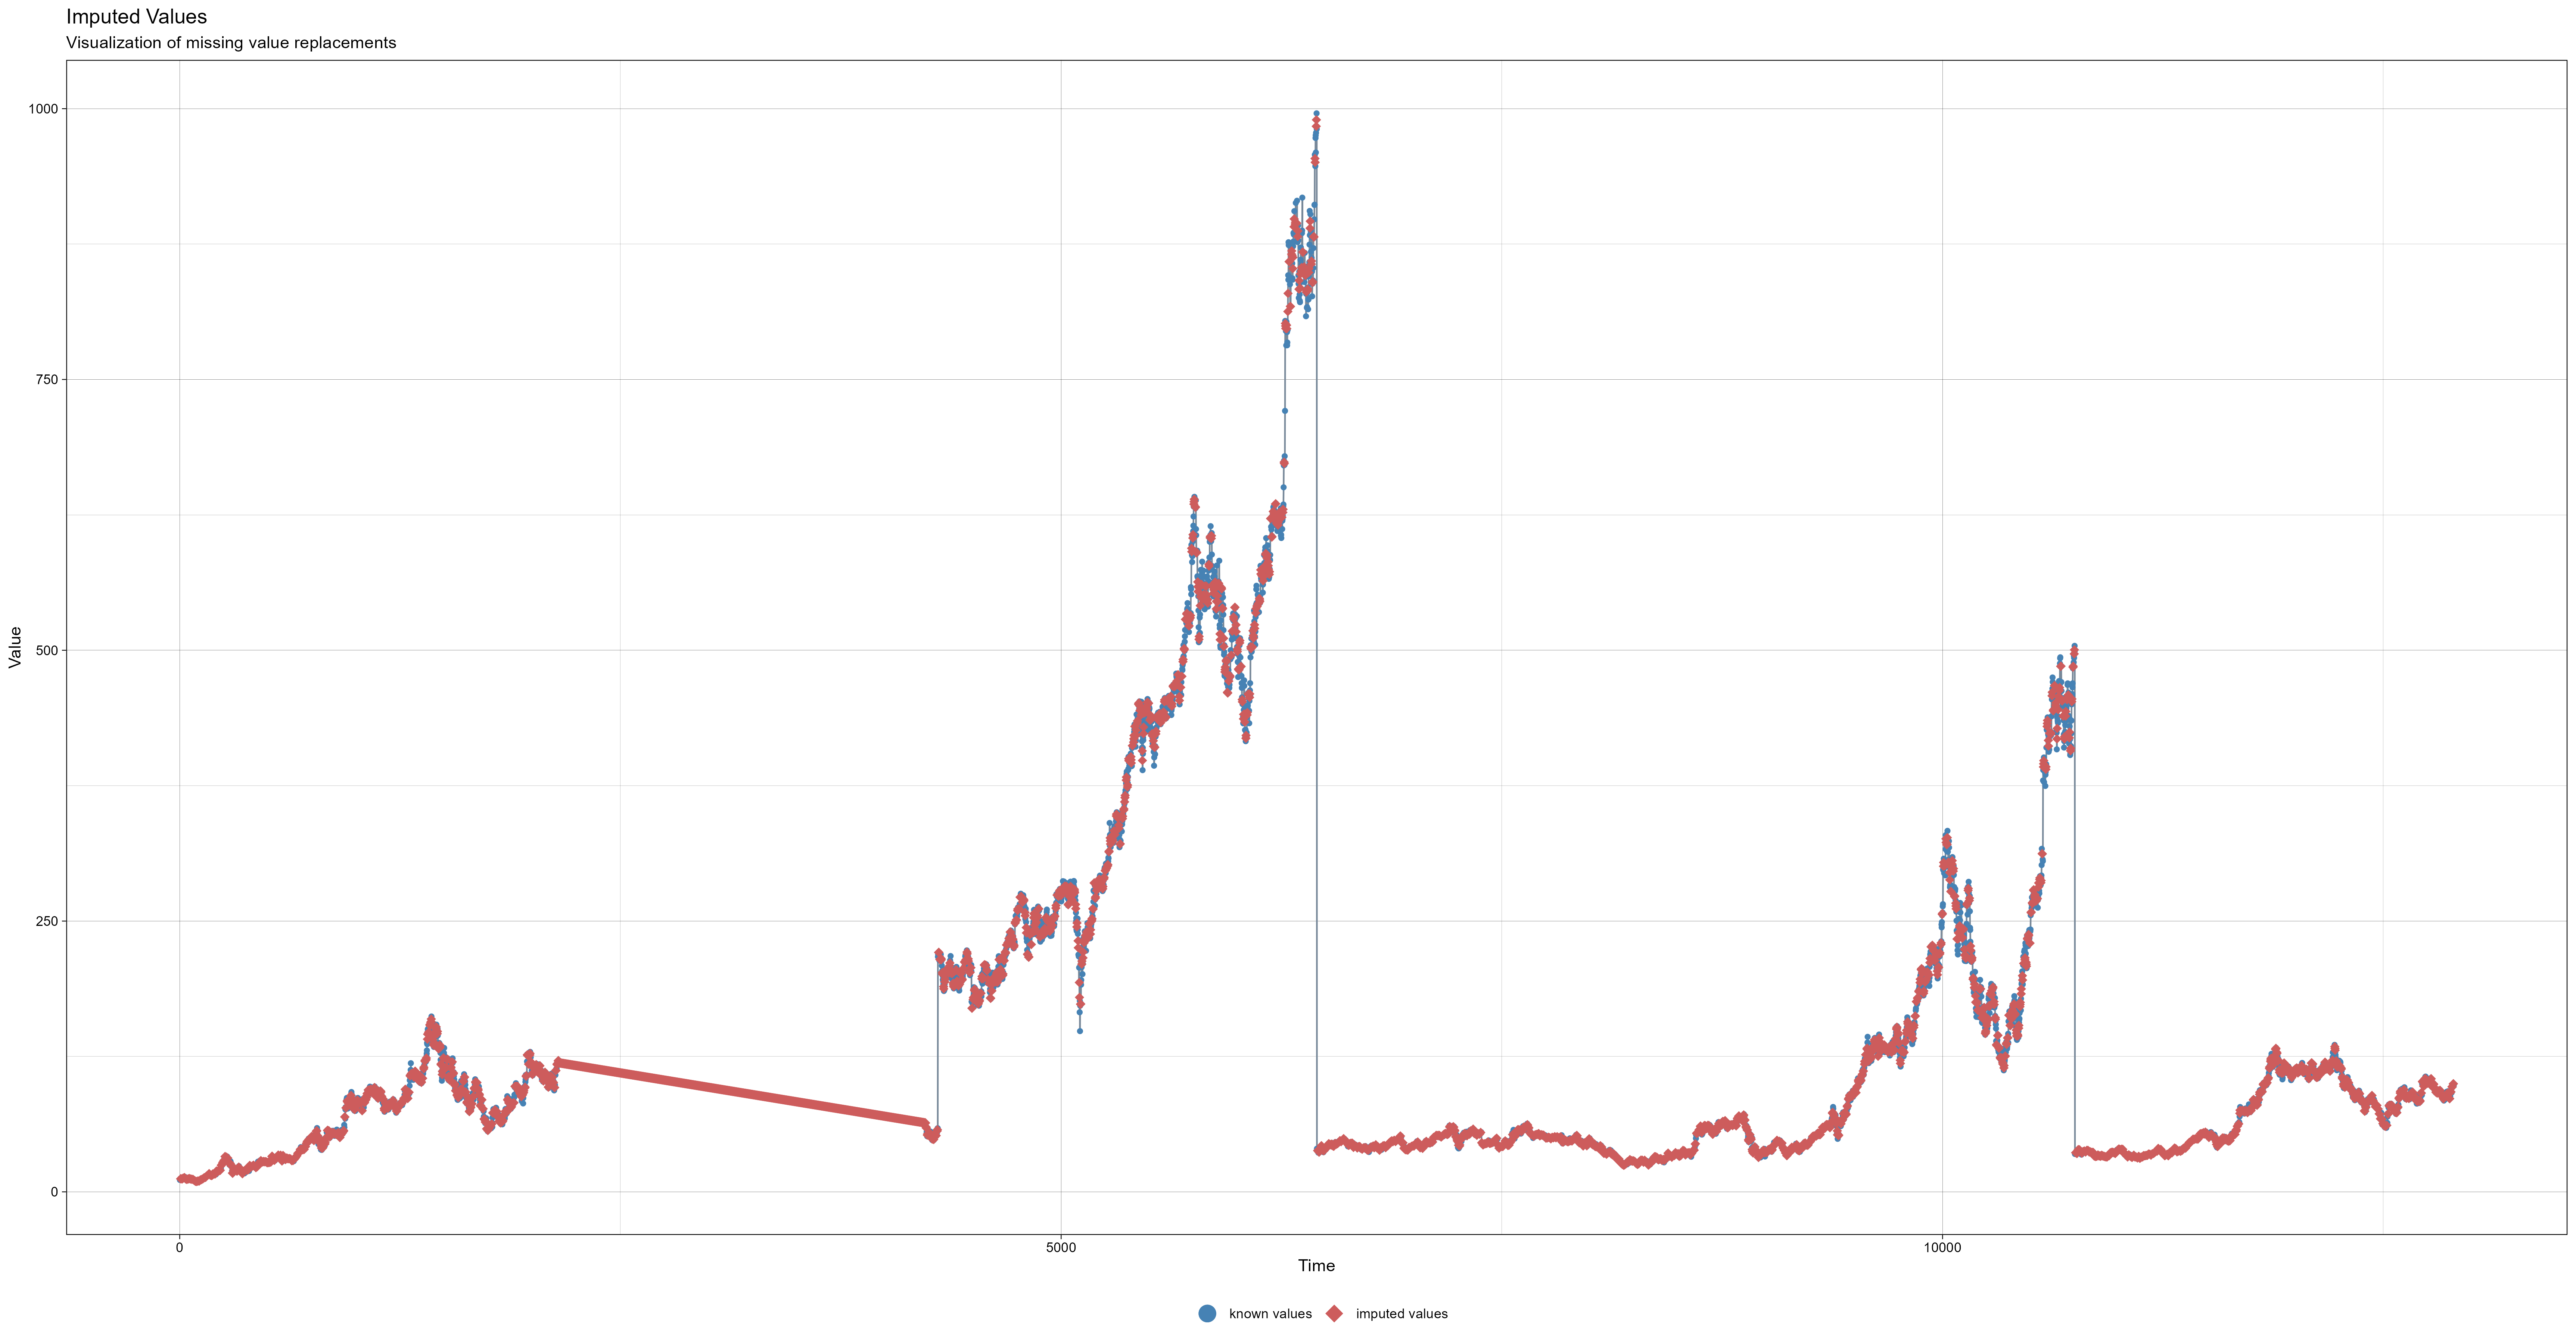 Imputed Values
Visualization of missing value replacements
1000
750
500
250
0
Value
0 5000 10000
Time
known values imputed values